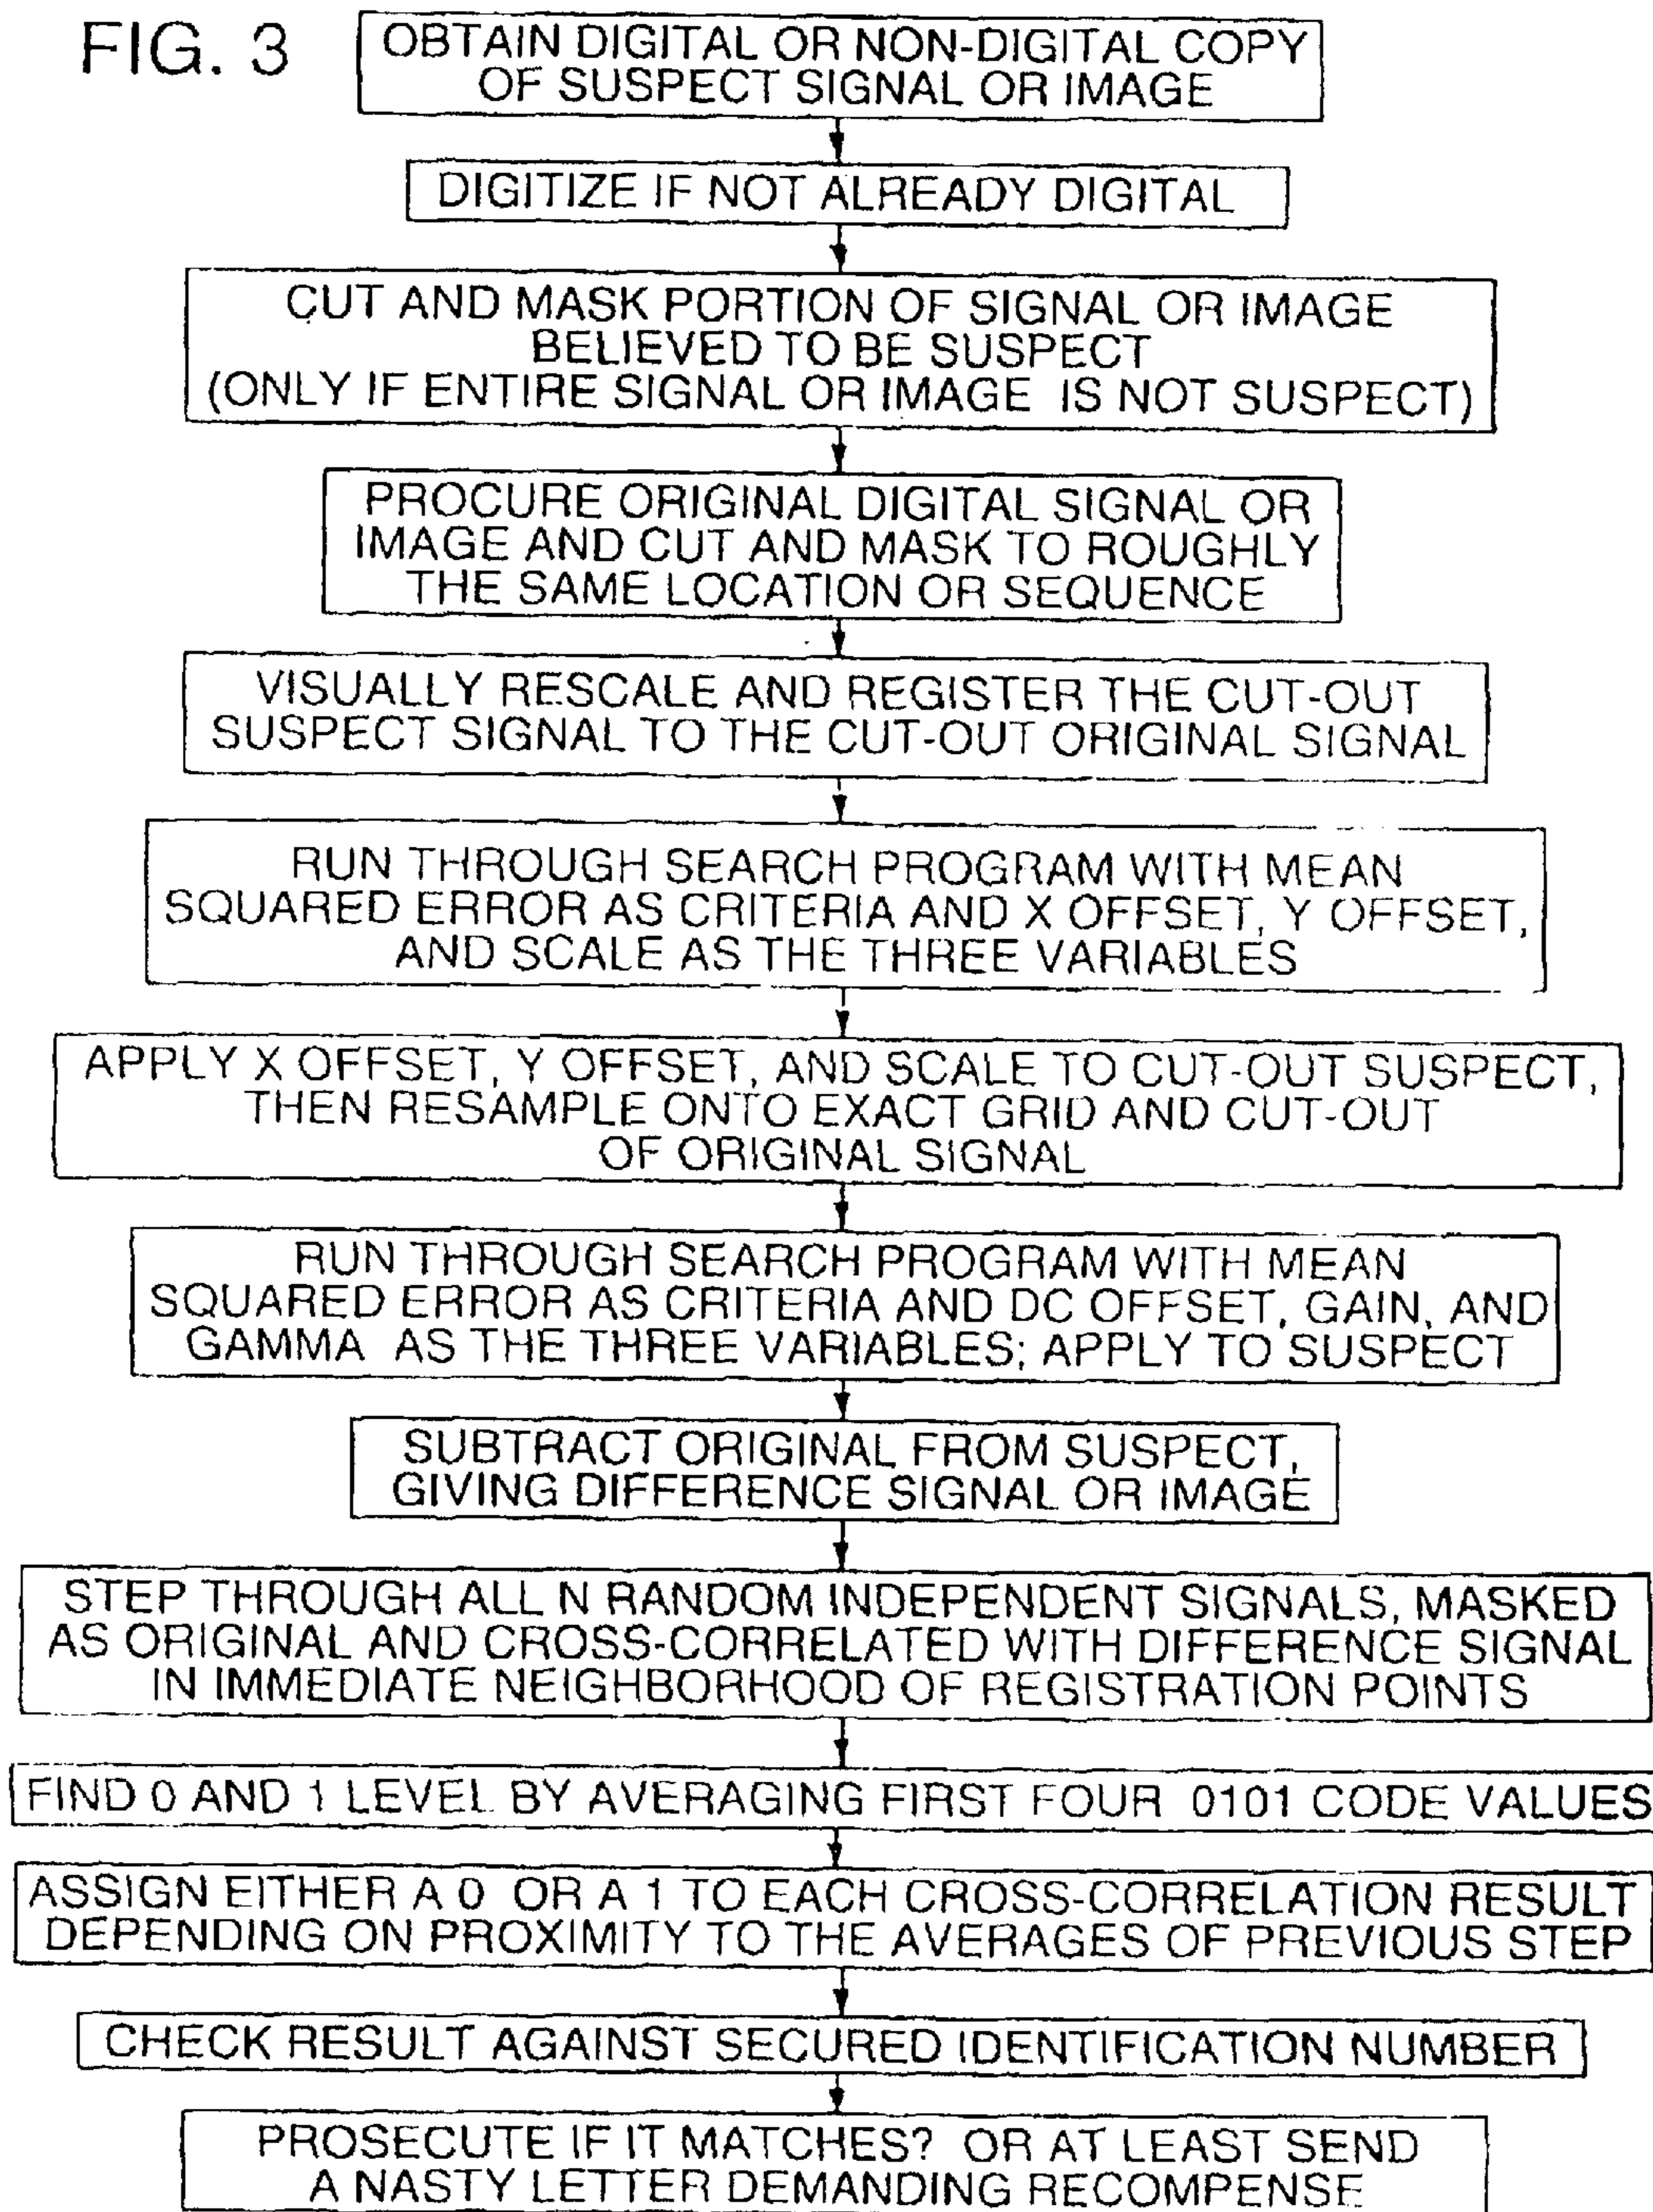 FIG. 3
OBTAIN DIGITAL OR NON-DIGITAL COPY
OF SUSPECT SIGNAL OR IMAGE
DIGITIZE IF NOT ALREADY DIGITAL
CUT AND MASK PORTION OF SIGNAL OR IMAGE
BELIEVED TO BE SUSPECT
(ONLY IF ENTIRE SIGNAL OR IMAGE IS NOT SUSPECT)
PROCURE ORIGINAL DIGITAL SIGNAL OR
IMAGE AND CUT AND MASK TO ROUGHLY
THE SAME LOCATION OR SEQUENCE
VISUALLY RESCALE AND REGISTER THE CUT-OUT
SUSPECT SIGNAL TO THE CUT-OUT ORIGINAL SIGNAL
RUN THROUGH SEARCH PROGRAM WITH MEAN
SQUARED ERROR AS CRITERIA AND X OFFSET, Y OFFSET,
AND SCALE AS THE THREE VARIABLES
APPLY X OFFSET, Y OFFSET, AND SCALE TO CUT-OUT SUSPECT,
THEN RESAMPLE ONTO EXACT GRID AND CUT-OUT
OF ORIGINAL SIGNAL
RUN THROUGH SEARCH PROGRAM WITH MEAN
SQUARED ERROR AS CRITERIA AND DC OFFSET, GAIN, AND
GAMMA AS THE THREE VARIABLES; APPLY TO SUSPECT
SUBTRACT ORIGINAL FROM SUSPECT,
GIVING DIFFERENCE SIGNAL OR IMAGE
STEP THROUGH ALL N RANDOM INDEPENDENT SIGNALS, MASKED
AS ORIGINAL AND CROSS-CORRELATED WITH DIFFERENCE SIGNAL
IN IMMEDIATE NEIGHBORHOOD OF REGISTRATION POINTS
FIND 0 AND 1 LEVEL BY AVERAGING FIRST FOUR 0101 CODE VALUES
ASSIGN EITHER A 0 OR A 1 TO EACH CROSS-CORRELATION RESULT
DEPENDING ON PROXIMITY TO THE AVERAGES OF PREVIOUS STEP
CHECK RESULT AGAINST SECURED IDENTIFICATION NUMBER
PROSECUTE IF IT MATCHES? OR AT LEAST SEND
A NASTY LETTER DEMANDING RECOMPENSE